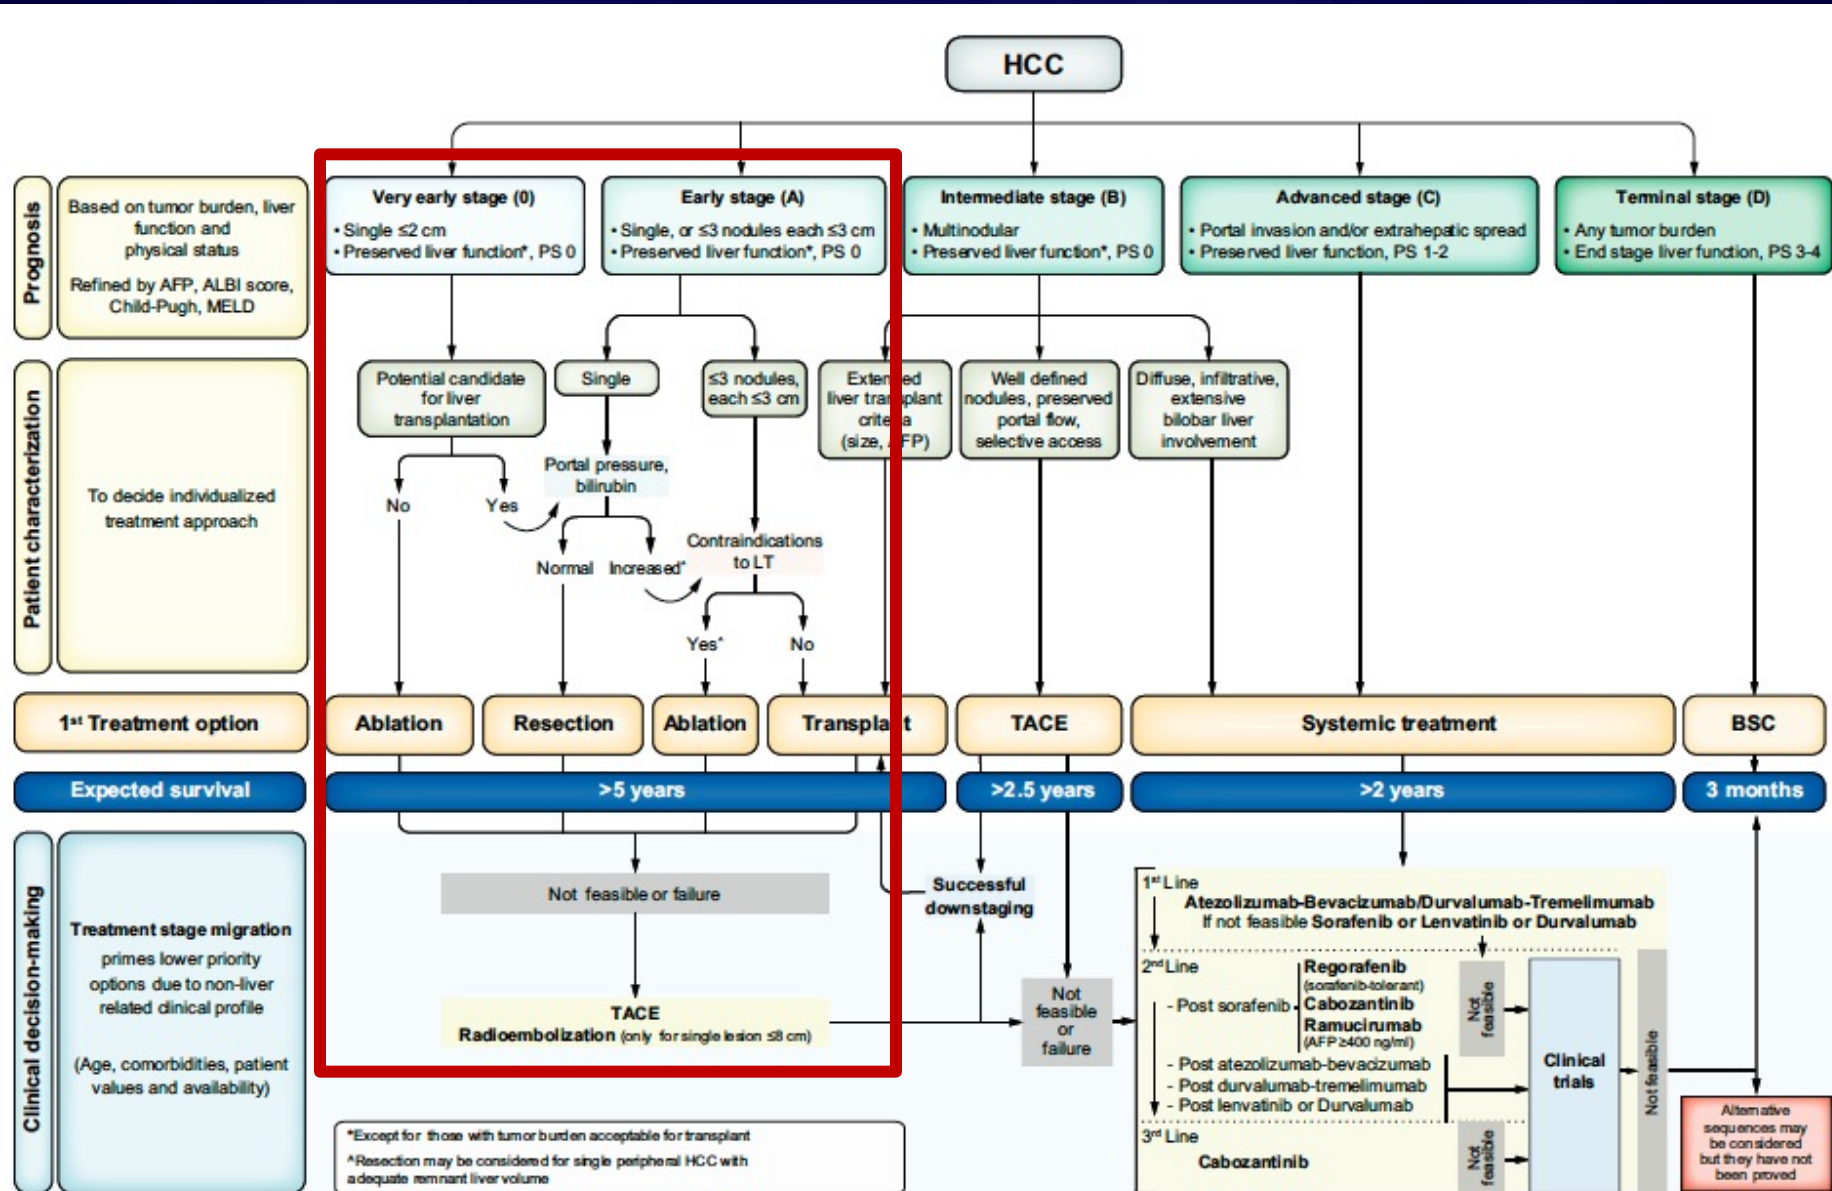 HCC
Prognosis
Based on tumor burden, liver
function and
physical status
Refined by AFP, ALBI score,
Child-Pugh, MELD
Very early stage (0)
• Single ≤2 cm
• Preserved liver function*, PS 0
Early stage (A)
• Single, or ≤3 nodules each ≤3 cm
• Preserved liver function*, PS 0
Intermediate stage (B)
• Multinodular
• Preserved liver function*, PS 0
Advanced stage (C)
• Portal invasion and/or extrahepatic spread
• Preserved liver function, PS 1-2
Terminal stage (D)
• Any tumor burden
• End stage liver function, PS 3-4
Patient characterization
To decide individualized
treatment approach
Potential candidate
for liver
transplantation
Single
≤3 nodules,
each ≤3 cm
Extended
liver transplant
criteria
(size, AFP)
Well defined
nodules, preserved
portal flow,
selective access
Diffuse, infiltrative,
extensive
bilobar liver
involvement
No
Yes
Portal pressure,
bilirubin
Normal
Increased^
Contraindications
to LT
Yes^
No
1st Treatment option
Ablation
Resection
Ablation
Transplant
TACE
Systemic treatment
BSC
Expected survival
>5 years
>2.5 years
>2 years
3 months
Clinical decision-making
Treatment stage migration
primes lower priority
options due to non-liver
related clinical profile
(Age, comorbidities, patient
values and availability)
Not feasible or failure
TACE
Radioembolization (only for single lesion ≤8 cm)
Successful
downstaging
Not
feasible
or
failure
1st Line
Atezolizumab-Bevacizumab/Durvalumab-Tremelimumab
If not feasible Sorafenib or Lenvatinib or Durvalumab
2nd Line
- Post sorafenib
Regorafenib
(sorafenib-tolerant)
Cabozantinib
Ramucirumab
(AFP ≥400 ng/ml)
- Post atezolizumab-bevacizumab
- Post durvalumab-tremelimumab
- Post lenvatinib or Durvalumab
Not
feasible
3rd Line
Cabozantinib
Not
feasible
Clinical
trials
Not feasible
Alternative
sequences may
be considered
but they have not
been proved
*Except for those with tumor burden acceptable for transplant
^Resection may be considered for single peripheral HCC with
adequate remnant liver volume